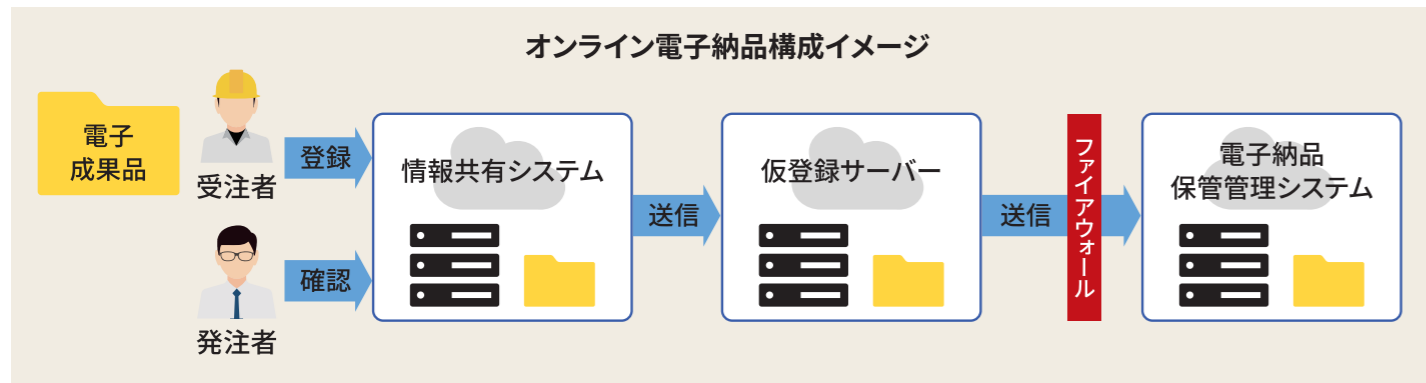 オンライン電子納品構成イメージ
電子
成果品
受注者
登録
発注者
確認
情報共有システム
送信
仮登録サーバー
送信
ファイアウォール
電子納品
保管管理システム